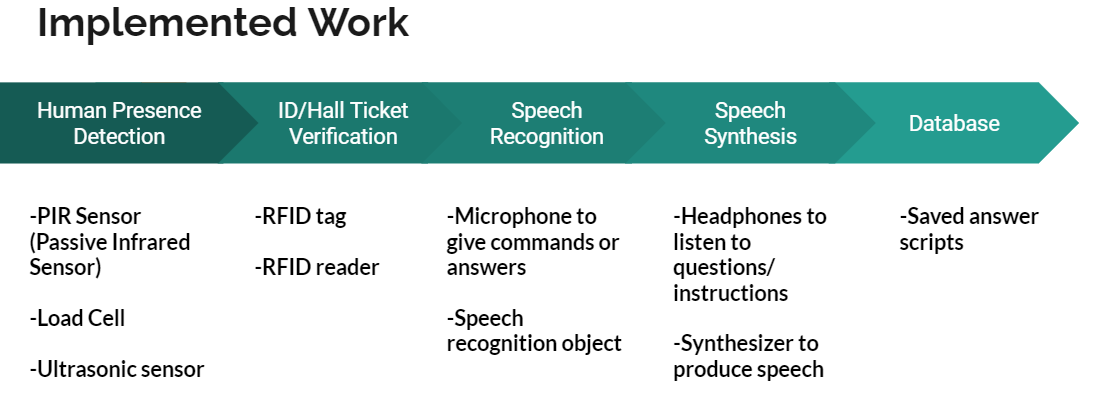 Implemented Work
Human Presence
Detection
ID/Hall Ticket
Verification
Speech
Recognition
Speech
Synthesis
Database
-PIR Sensor
(Passive Infrared
Sensor)
-Load Cell
-Ultrasonic sensor
-RFID tag
-RFID reader
-Microphone to
give commands or
answers
-Speech
recognition object
-Headphones to
listen to
questions/
instructions
-Synthesizer to
produce speech
-Saved answer
scripts